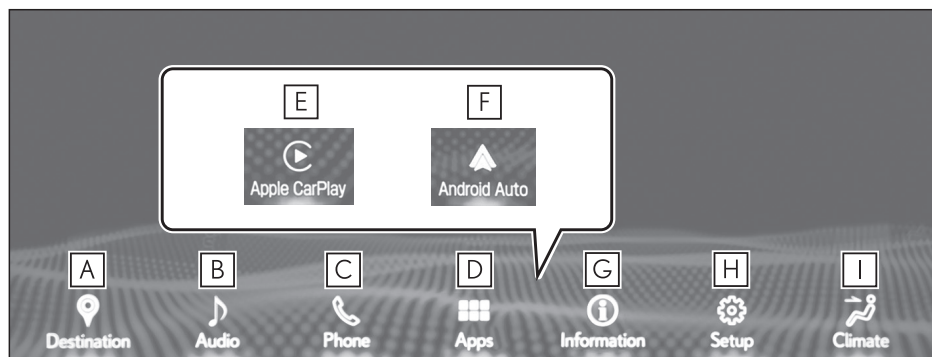 E F
Apple CarPlay Android Auto
A B C D G H I
Destination Audio Phone Apps Information Setup Climate